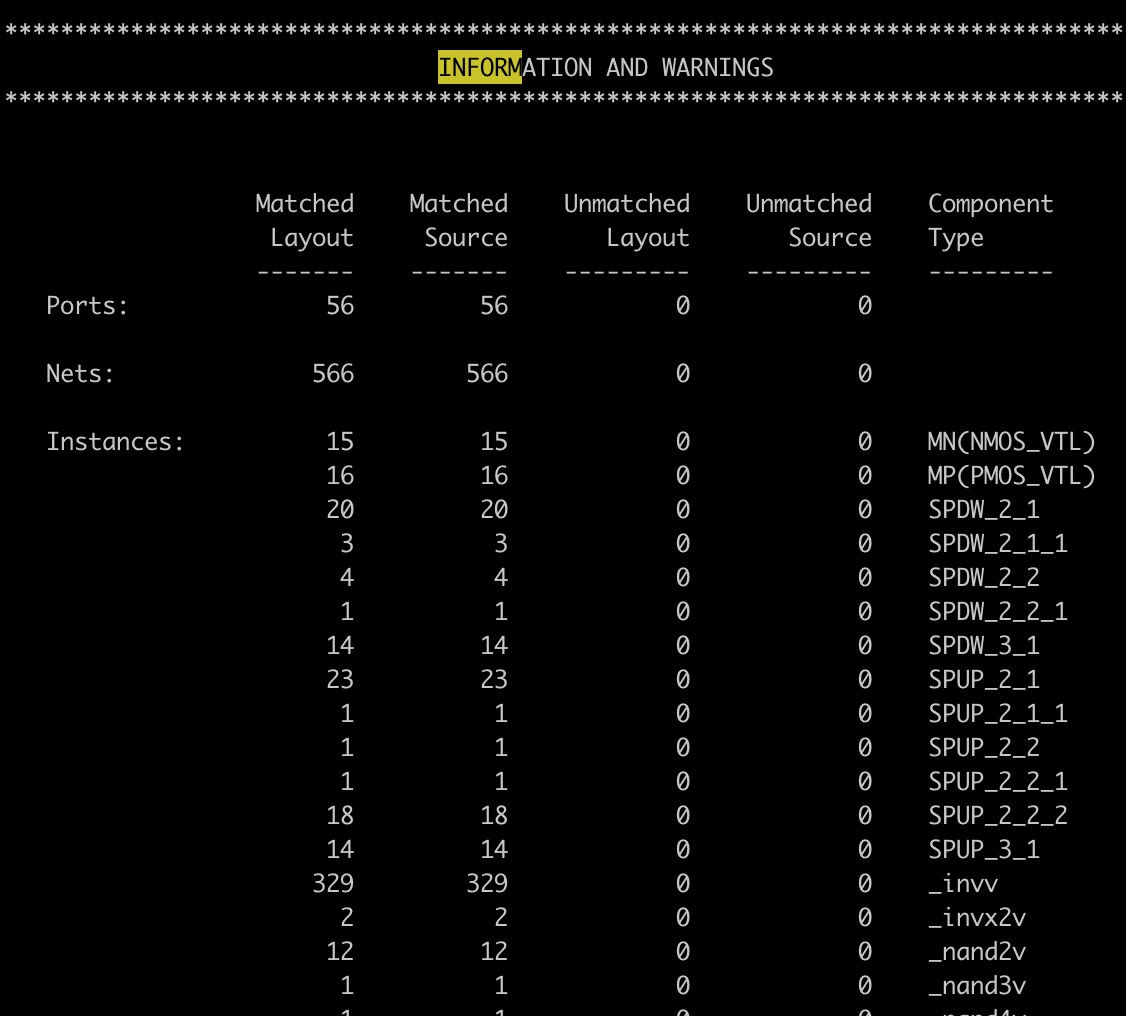 ********************************************************************************
INFORMATION AND WARNINGS
********************************************************************************
Matched Matched Unmatched Unmatched Component
Layout Source Layout Source Type
------- ------- --------- --------- ---------
Ports: 56 56 0 0
Nets: 566 566 0 0
Instances: 15 15 0 0 MN(NMOS_VTL)
16 16 0 0 MP(PMOS_VTL)
20 20 0 0 SPDW_2_1
3 3 0 0 SPDW_2_1_1
4 4 0 0 SPDW_2_2
1 1 0 0 SPDW_2_2_1
14 14 0 0 SPDW_3_1
23 23 0 0 SPUP_2_1
1 1 0 0 SPUP_2_1_1
1 1 0 0 SPUP_2_2
1 1 0 0 SPUP_2_2_1
18 18 0 0 SPUP_2_2_2
14 14 0 0 SPUP_3_1
329 329 0 0 _invv
2 2 0 0 _invx2v
12 12 0 0 _nand2v
1 1 0 0 _nand3v
1 1 0 0 _nand4v